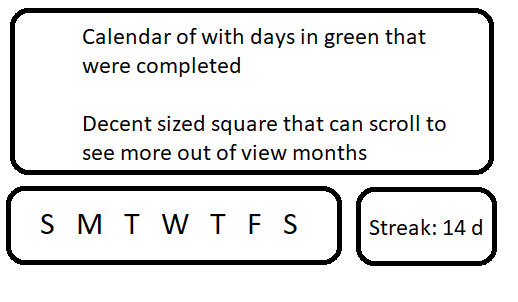 Calendar of with days in green that
were completed
Decent sized square that can scroll to
see more out of view months
S M T W T F S
Streak: 14 d